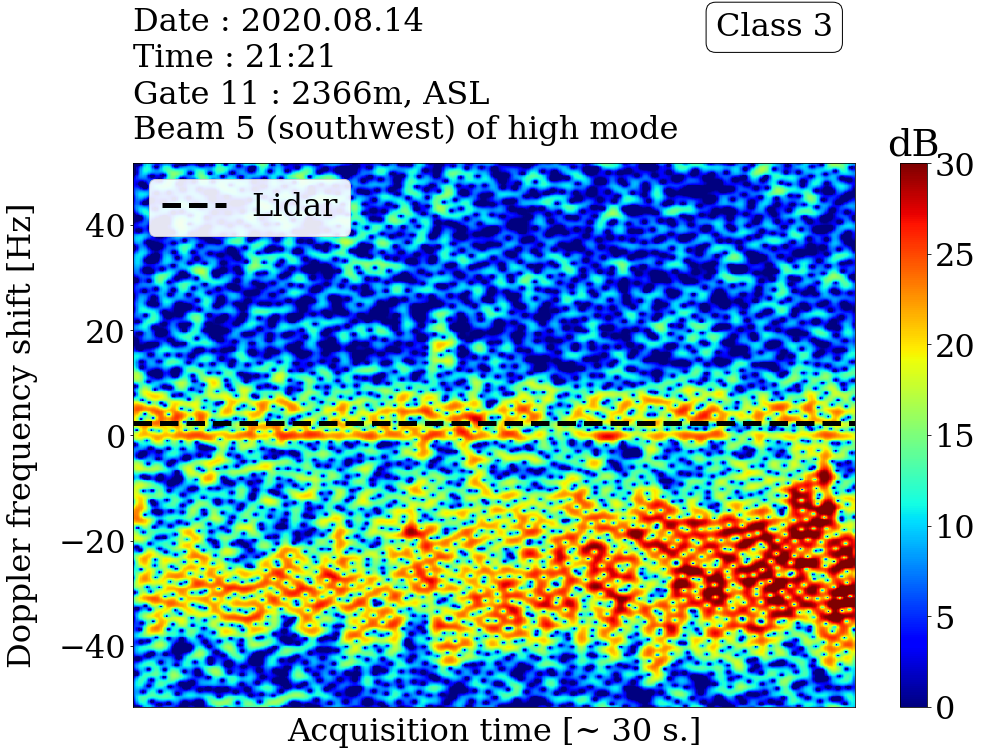 Date : 2020.08.14
Time : 21:21
Gate 11 : 2366m, ASL
Beam 5 (southwest) of high mode
Class 3
dB
Lidar
Doppler frequency shift [Hz]
40
20
0
−20
−40
30
25
20
15
10
5
0
Acquisition time [~ 30 s.]